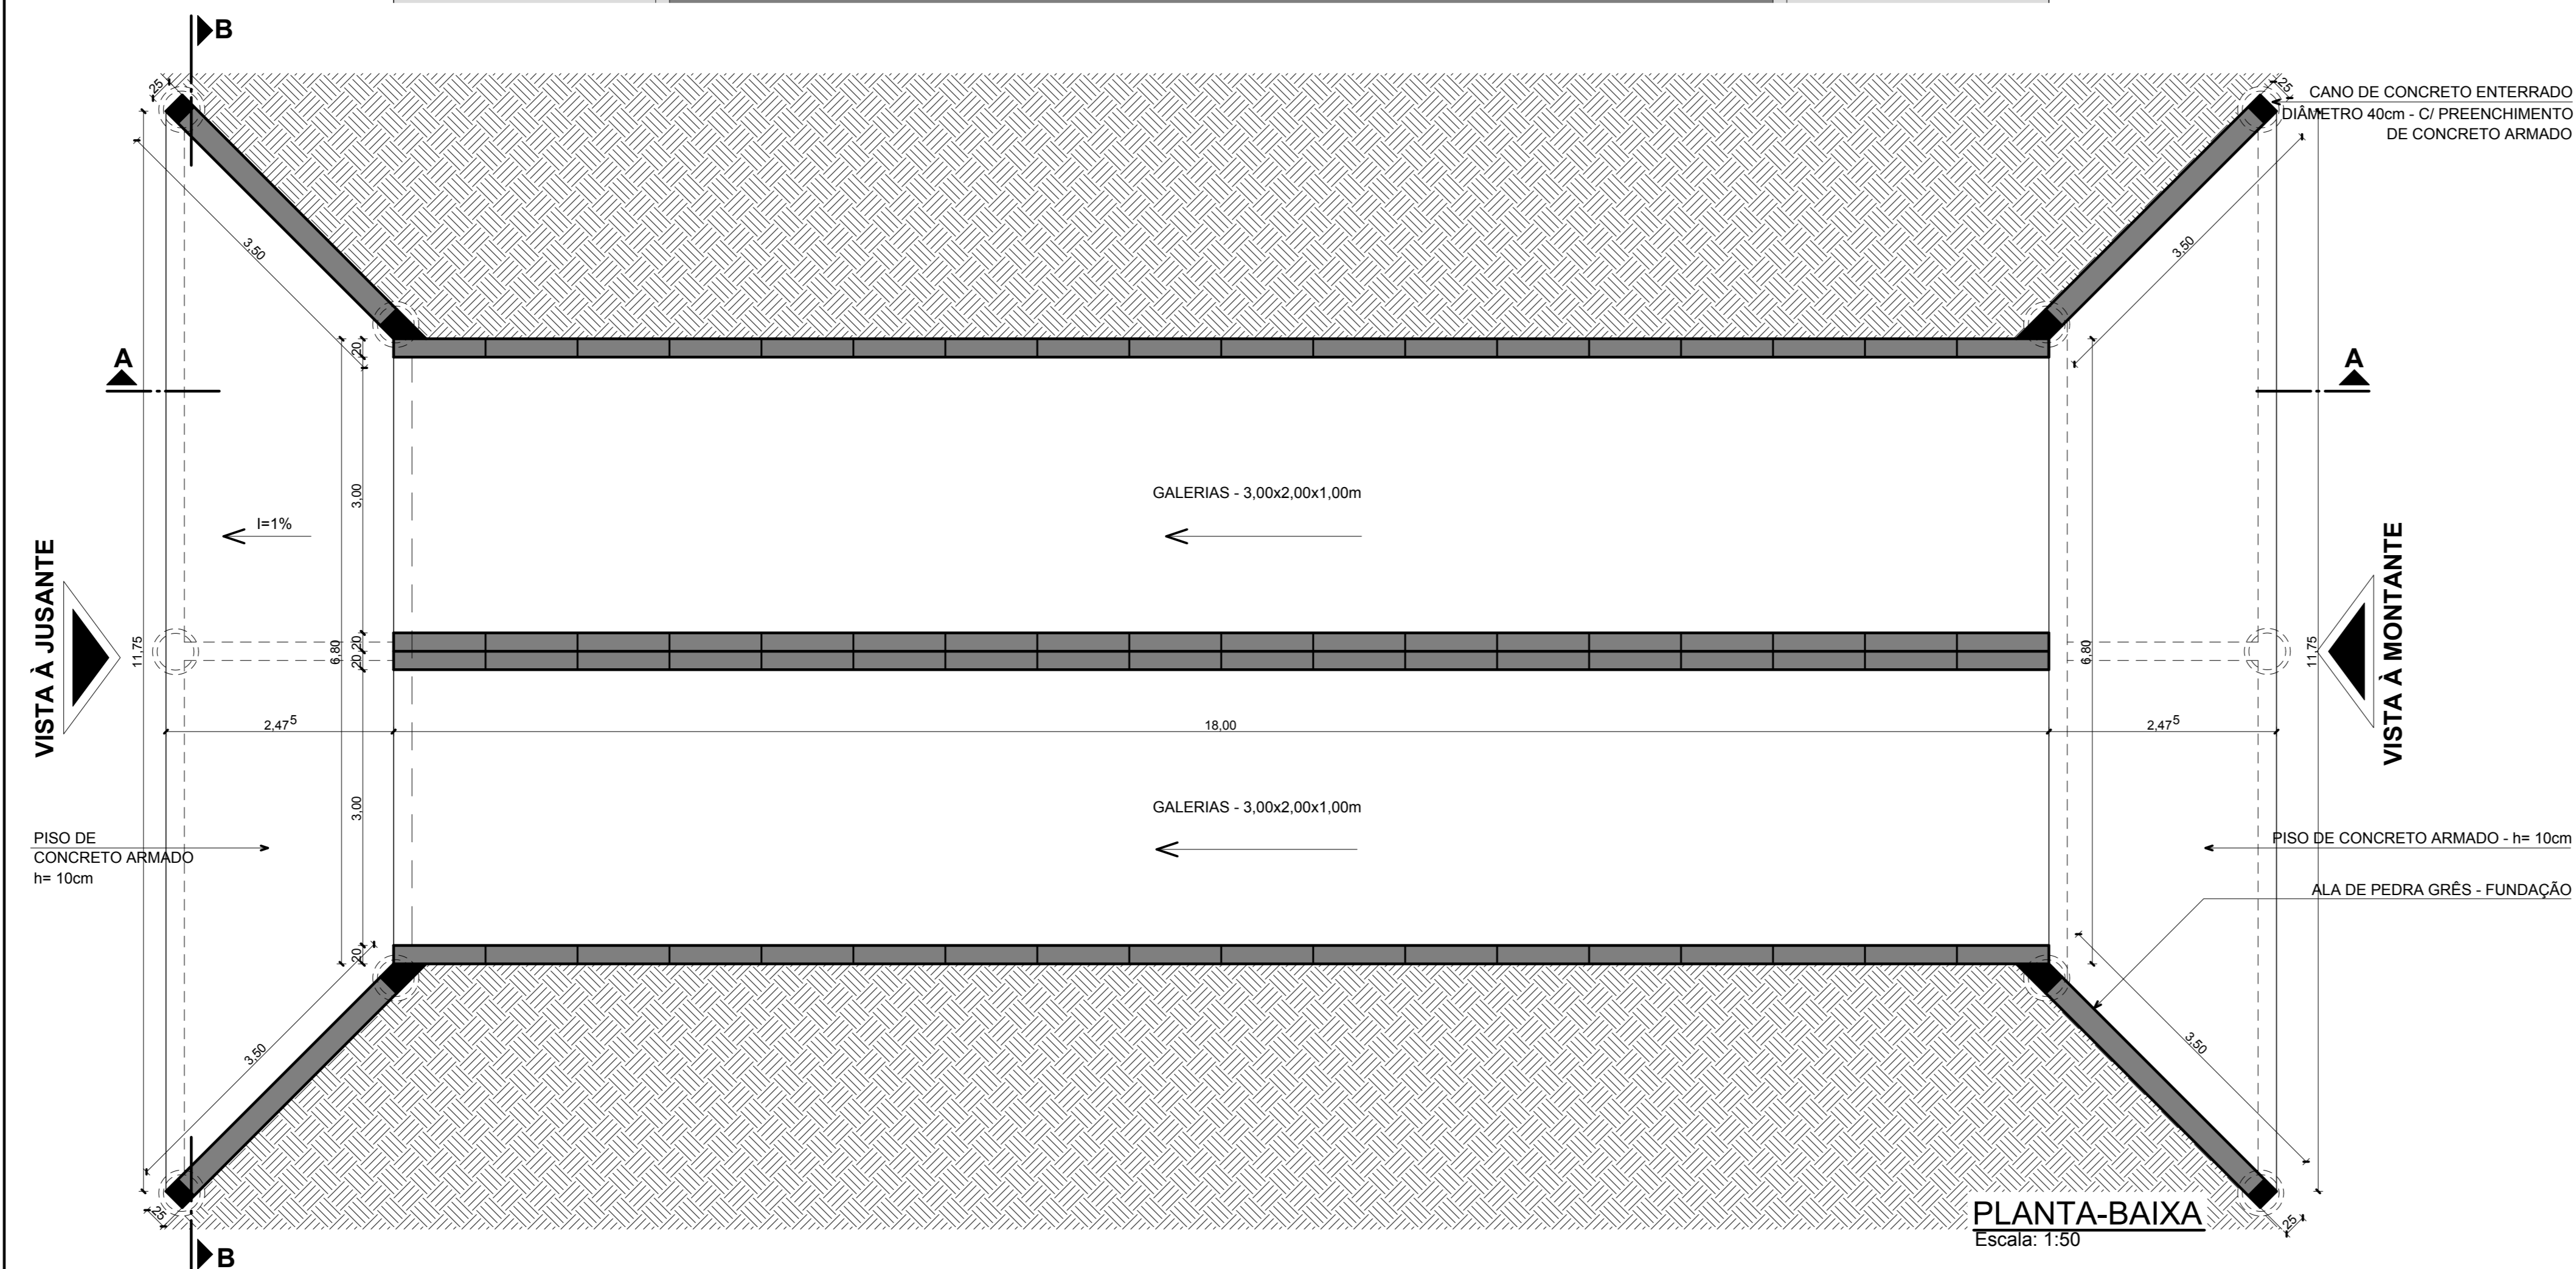 B
25
25
CANO DE CONCRETO ENTERRADO
DIÂMETRO 40cm - C/ PREENCHIMENTO
DE CONCRETO ARMADO
3,50
3,50
20
A
A
3,00
GALERIAS - 3,00x2,00x1,00m
I=1%
VISTA À JUSANTE
VISTA À MONTANTE
11,75
6,80
20
20
6,80
11,75
2,47⁵
18,00
2,47⁵
3,00
GALERIAS - 3,00x2,00x1,00m
PISO DE
CONCRETO ARMADO
h= 10cm
PISO DE CONCRETO ARMADO - h= 10cm
ALA DE PEDRA GRÊS - FUNDAÇÃO
20
3,50
3,50
25
25
PLANTA-BAIXA
Escala: 1:50
B